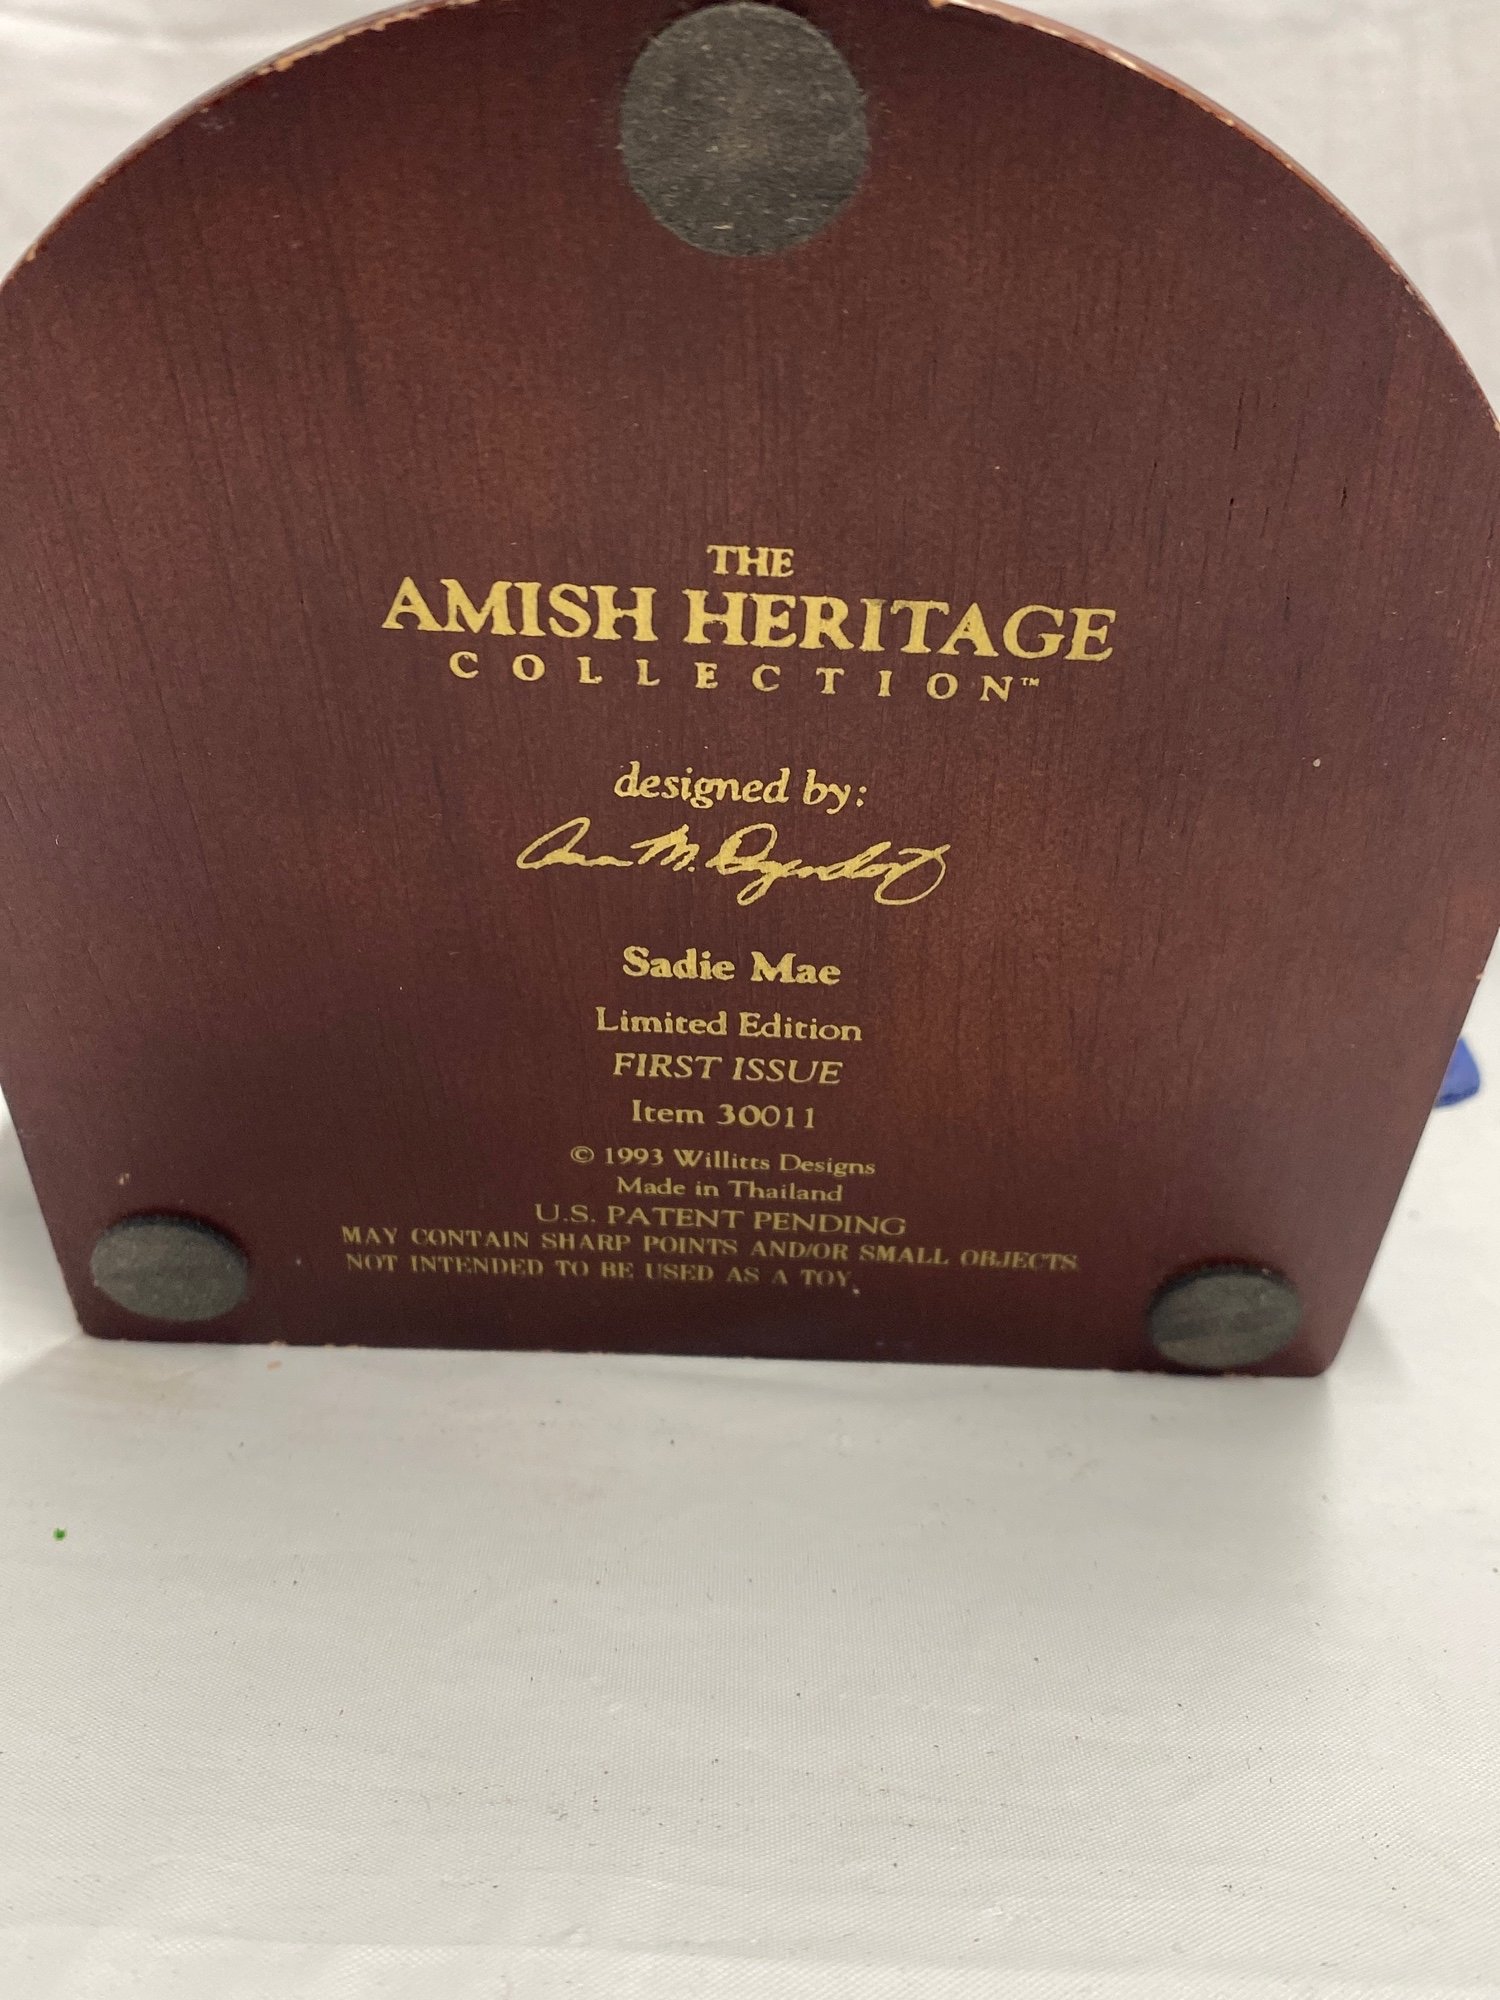 THE
AMISH HERITAGE
COLLECTION™
designed by:
M.
Sadie Mae
Limited Edition
FIRST ISSUE
Item 30011
© 1993 Willitts Designs
Made in Thailand
U.S. PATENT PENDING
MAY CONTAIN SHARP POINTS AND/OR SMALL OBJECTS
NOT INTENDED TO BE USED AS A TOY.